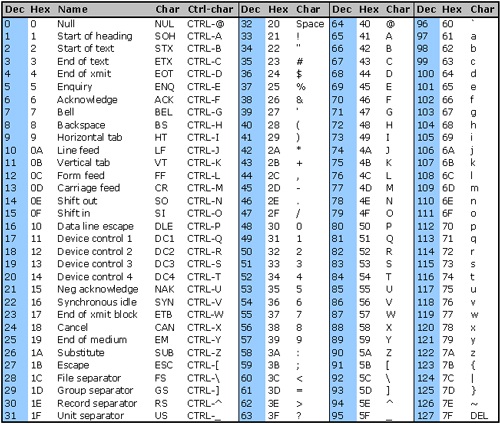 Dec Hex Name Char Ctrl-char Dec Hex Char Dec Hex Char Dec Hex Char
0 0 Null NUL CTRL-@ 32 20 Space 64 40 @ 96 60 `
1 1 Start of heading SOH CTRL-A 33 21 ! 65 41 A 97 61 a
2 2 Start of text STX CTRL-B 34 22 " 66 42 B 98 62 b
3 3 End of text ETX CTRL-C 35 23 # 67 43 C 99 63 c
4 4 End of xmit EOT CTRL-D 36 24 $ 68 44 D 100 64 d
5 5 Enquiry ENQ CTRL-E 37 25 % 69 45 E 101 65 e
6 6 Acknowledge ACK CTRL-F 38 26 & 70 46 F 102 66 f
7 7 Bell BEL CTRL-G 39 27 ' 71 47 G 103 67 g
8 8 Backspace BS CTRL-H 40 28 ( 72 48 H 104 68 h
9 9 Horizontal tab HT CTRL-I 41 29 ) 73 49 I 105 69 i
10 0A Line feed LF CTRL-J 42 2A * 74 4A J 106 6A j
11 0B Vertical tab VT CTRL-K 43 2B + 75 4B K 107 6B k
12 0C Form feed FF CTRL-L 44 2C , 76 4C L 108 6C l
13 0D Carriage feed CR CTRL-M 45 2D - 77 4D M 109 6D m
14 0E Shift out SO CTRL-N 46 2E . 78 4E N 110 6E n
15 0F Shift in SI CTRL-O 47 2F / 79 4F O 111 6F o
16 10 Data line escape DLE CTRL-P 48 30 0 80 50 P 112 70 p
17 11 Device control 1 DC1 CTRL-Q 49 31 1 81 51 Q 113 71 q
18 12 Device control 2 DC2 CTRL-R 50 32 2 82 52 R 114 72 r
19 13 Device control 3 DC3 CTRL-S 51 33 3 83 53 S 115 73 s
20 14 Device control 4 DC4 CTRL-T 52 34 4 84 54 T 116 74 t
21 15 Neg acknowledge NAK CTRL-U 53 35 5 85 55 U 117 75 u
22 16 Synchronous idle SYN CTRL-V 54 36 6 86 56 V 118 76 v
23 17 End of xmit block ETB CTRL-W 55 37 7 87 57 W 119 77 w
24 18 Cancel CAN CTRL-X 56 38 8 88 58 X 120 78 x
25 19 End of medium EM CTRL-Y 57 39 9 89 59 Y 121 79 y
26 1A Substitute SUB CTRL-Z 58 3A : 90 5A Z 122 7A z
27 1B Escape ESC CTRL-[ 59 3B ; 91 5B [ 123 7B {
28 1C File separator FS CTRL-\ 60 3C < 92 5C \ 124 7C |
29 1D Group separator GS CTRL-] 61 3D = 93 5D ] 125 7D }
30 1E Record separator RS CTRL-^ 62 3E > 94 5E ^ 126 7E ~
31 1F Unit separator US CTRL-_ 63 3F ? 95 5F _ 127 7F DEL